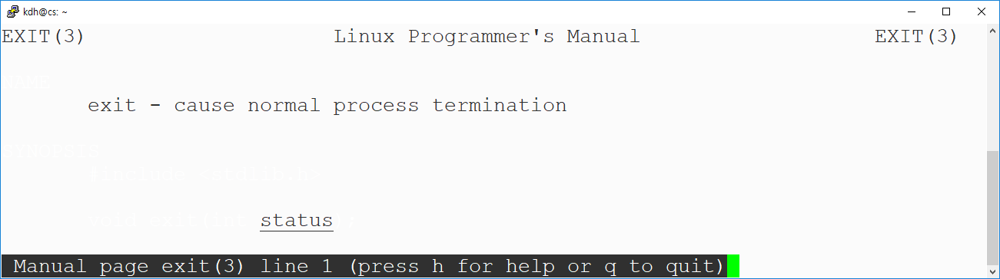 kdh@cs: ~
EXIT(3) Linux Programmer's Manual EXIT(3)
NAME
exit - cause normal process termination
SYNOPSIS
#include <stdlib.h>
void exit(int status);
Manual page exit(3) line 1 (press h for help or q to quit)